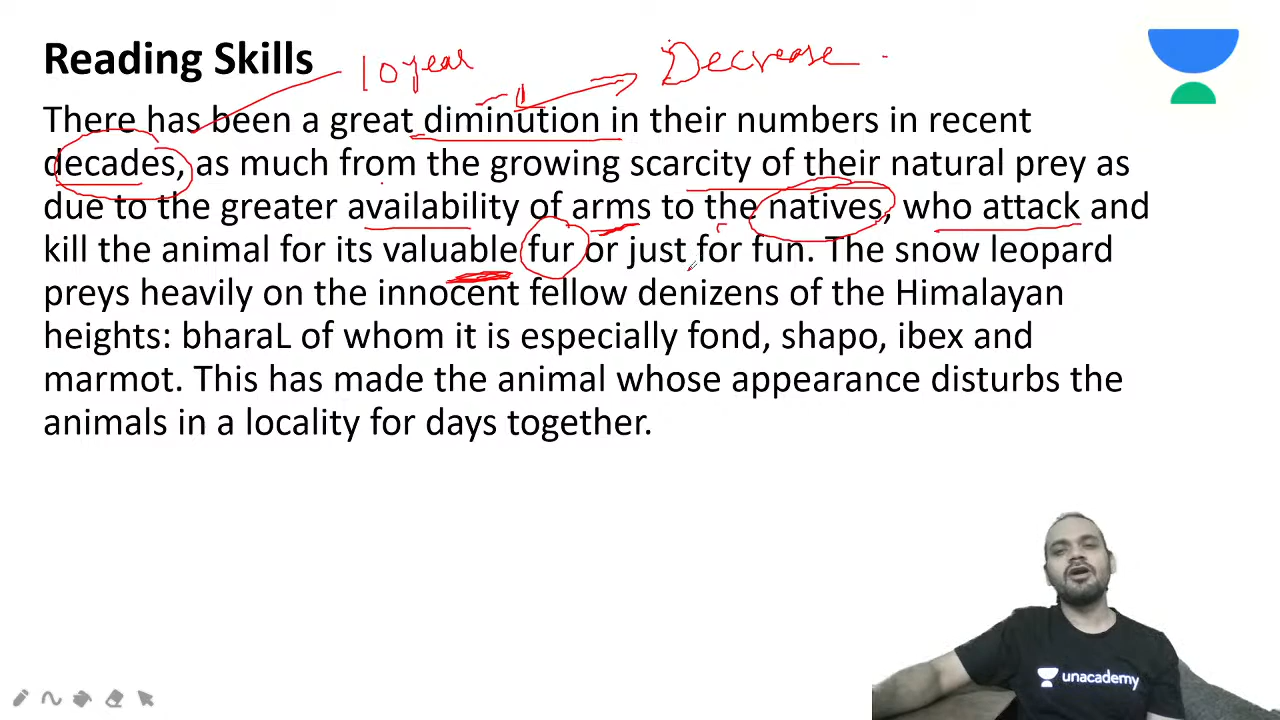 Reading Skills
10 year
Decrease
There has been a great diminution in their numbers in recent
decades, as much from the growing scarcity of their natural prey as
due to the greater availability of arms to the natives, who attack and
kill the animal for its valuable fur or just for fun. The snow leopard
preys heavily on the innocent fellow denizens of the Himalayan
heights: bharaL of whom it is especially fond, shapo, ibex and
marmot. This has made the animal whose appearance disturbs the
animals in a locality for days together.
unacademy